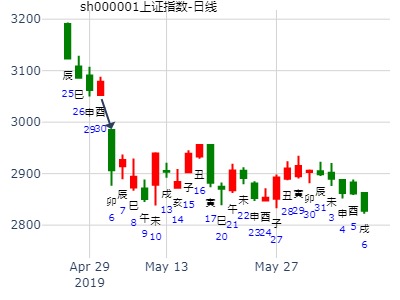 sh000001上证指数-日线
3200
3100
3000
2900
2800
辰
25
巳
26
申
29
酉
30
卯
6
辰
7
巳
8
午
9
未
10
戌
13
亥
14
子
15
丑
16
寅
17
巳
20
午
21
未
22
申
23
酉
24
子
27
丑
28
寅
29
卯
30
辰
31
未
3
申
4
酉
5
戌
6
Apr 29
2019
May 13
May 27